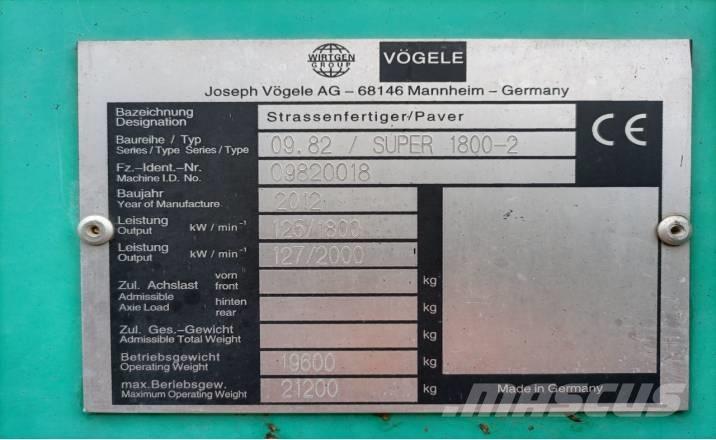 WIRTGEN
GROUP
VÖGELE
Joseph Vögele AG – 68146 Mannheim – Germany
Bazeichnung
Designation
Strassenfertiger/Paver
CE
Baureihe / Typ
Series/Type Series/Type
09.82 / SUPER 1800-2
Fz.-Ident.-Nr.
Machine I.D. No.
09820018
Baujahr
Year of Manufacture
2012
Leistung
Output kW / min⁻¹
125/1800
Leistung
Output kW / min⁻¹
127/2000
Zul. Achslast
Admissible
Axie Load
vorn
front
kg
hinten
rear
kg
Zul. Ges.-Gewicht
Admissible Total Weight
kg
Betriebsgewicht
Operating Weight
19600
kg
max.Beriebsgew.
Maximum Operating Weight
21200
kg
Made in Germany
MASCUS